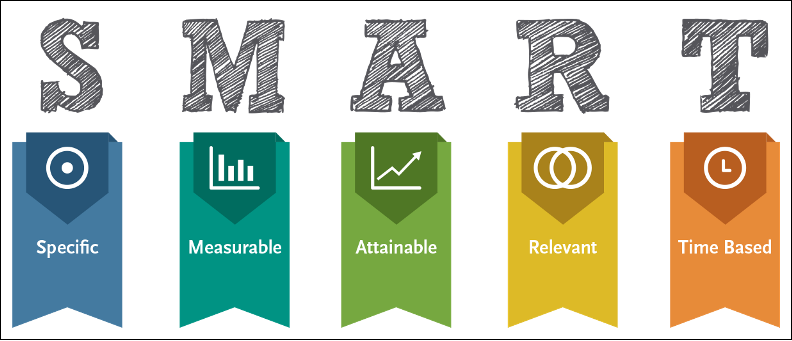 S M A R T
Specific
Measurable
Attainable
Relevant
Time Based